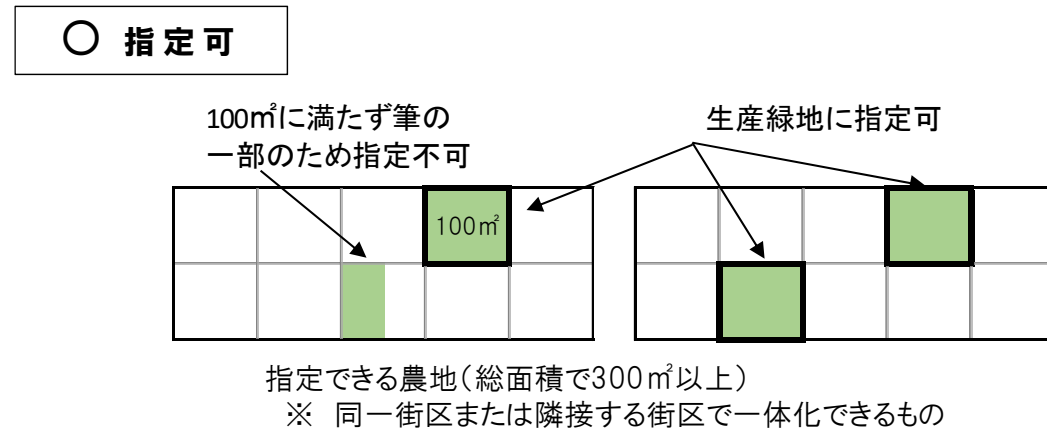 〇 指定可
100㎡に満たず筆の
一部のため指定不可
生産緑地に指定可
100㎡
指定できる農地（総面積で300㎡以上）
※ 同一街区または隣接する街区で一体化できるもの